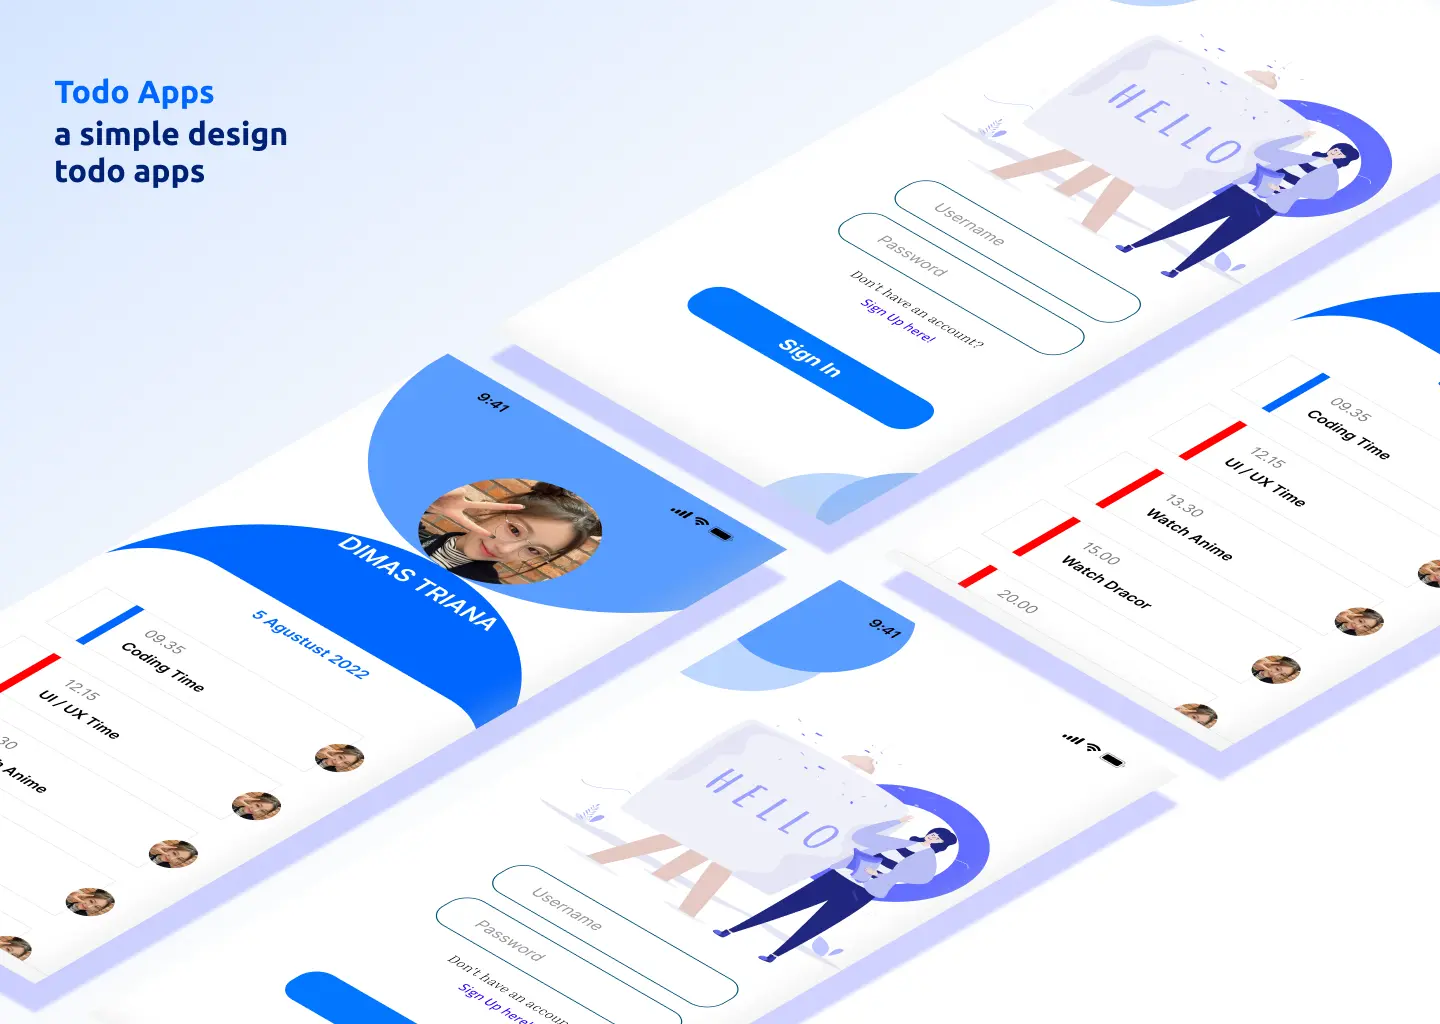 Todo Apps
a simple design
todo apps
HELLO
Username
Password
Don't have an account?
Sign Up here!
Sign In
9:41
DIMAS TRIANA
5 Agustust 2022
09.35
Coding Time
12.15
UI / UX Time
30
Anime
09.35
Coding Time
12.15
UI / UX Time
13.30
Watch Anime
15.00
Watch Dracor
20.00
9:41
HELLO
Username
Password
Don't have an accoun
Sign Up here!